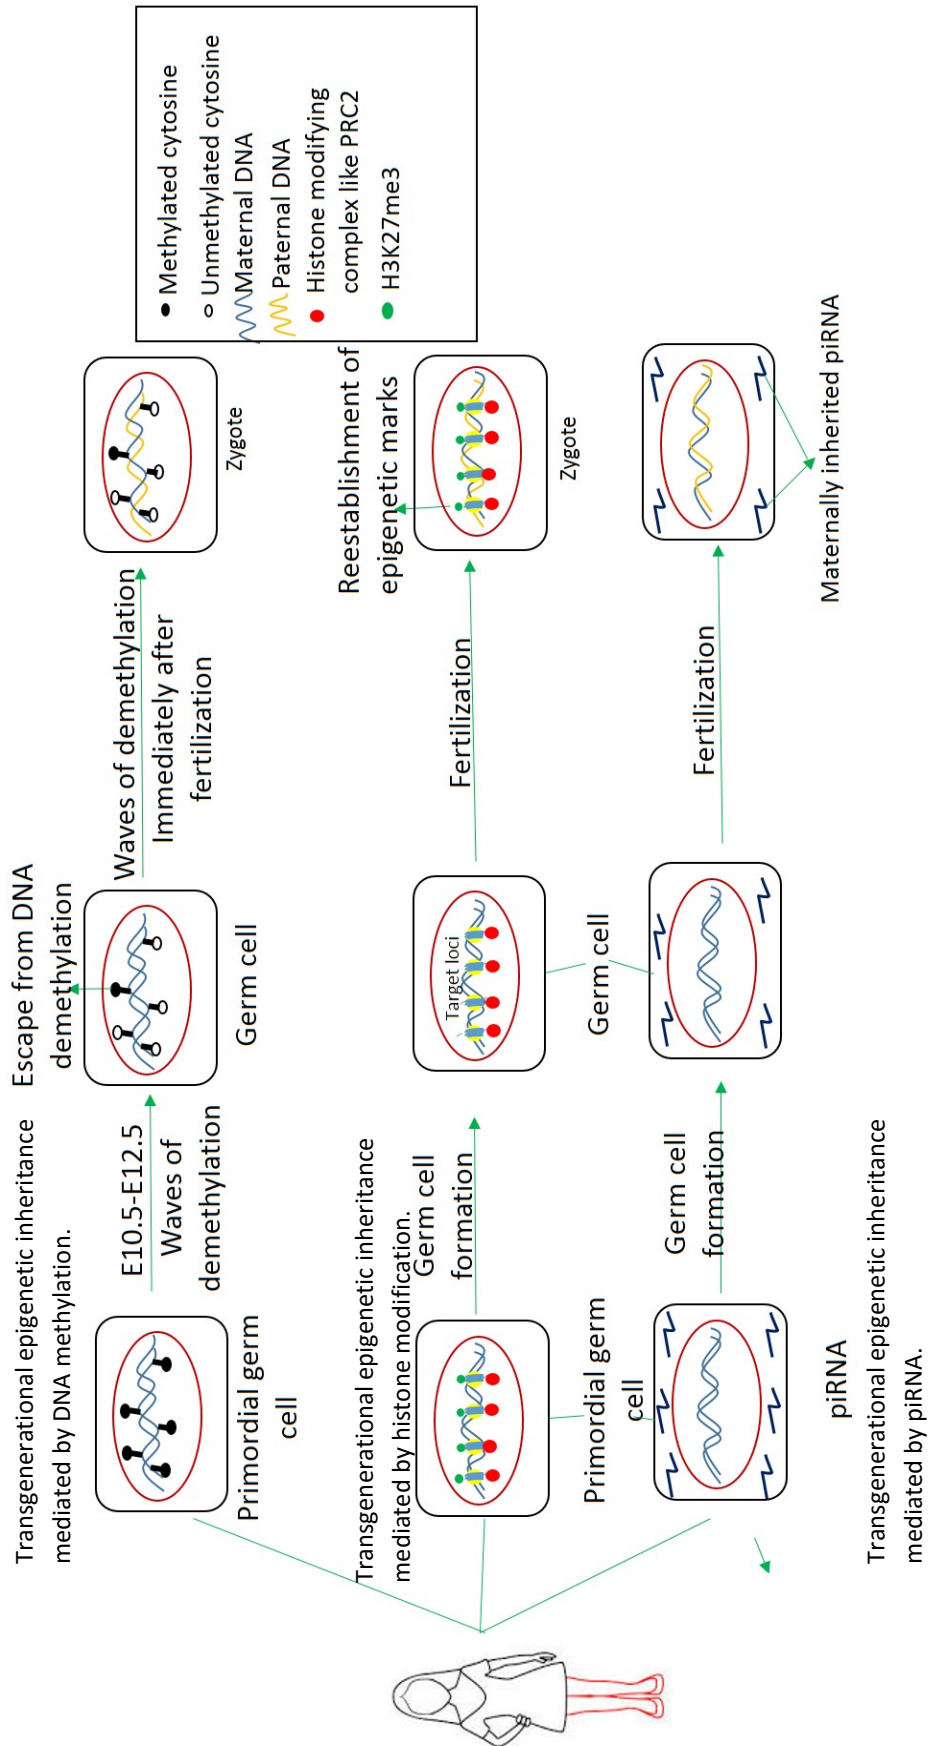 Transgenerational epigenetic inheritance
mediated by DNA methylation.
Primordial germ
cell
E10.5-E12.5
Waves of
demethylation
Escape from DNA
demethylation
Germ cell
Waves of demethylation
Immediately after
fertilization
Zygote
Methylated cytosine
Unmethylated cytosine
Maternal DNA
Paternal DNA
Histone modifying
complex like PRC2
H3K27me3
Transgenerational epigenetic inheritance
mediated by histone modification.
Primordial germ
cell
Germ cell
formation
Target loci
Germ cell
Fertilization
Reestablishment of
epigenetic marks
Zygote
Germ cell
formation
Fertilization
piRNA
Maternally inherited piRNA
Transgenerational epigenetic inheritance
mediated by piRNA.